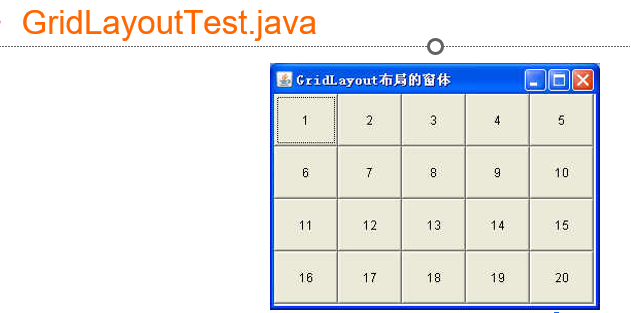 GridLayoutTest.java
GridLayout布局的窗体
1 2 3 4 5
6 7 8 9 10
11 12 13 14 15
16 17 18 19 20